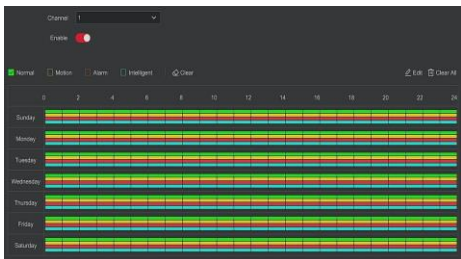 Channel 1
Enable
Normal Motion Alarm Intelligent Clear Edit Clear All
0 2 4 6 8 10 12 14 16 18 20 22 24
Sunday
Monday
Tuesday
Wednesday
Thursday
Friday
Saturday